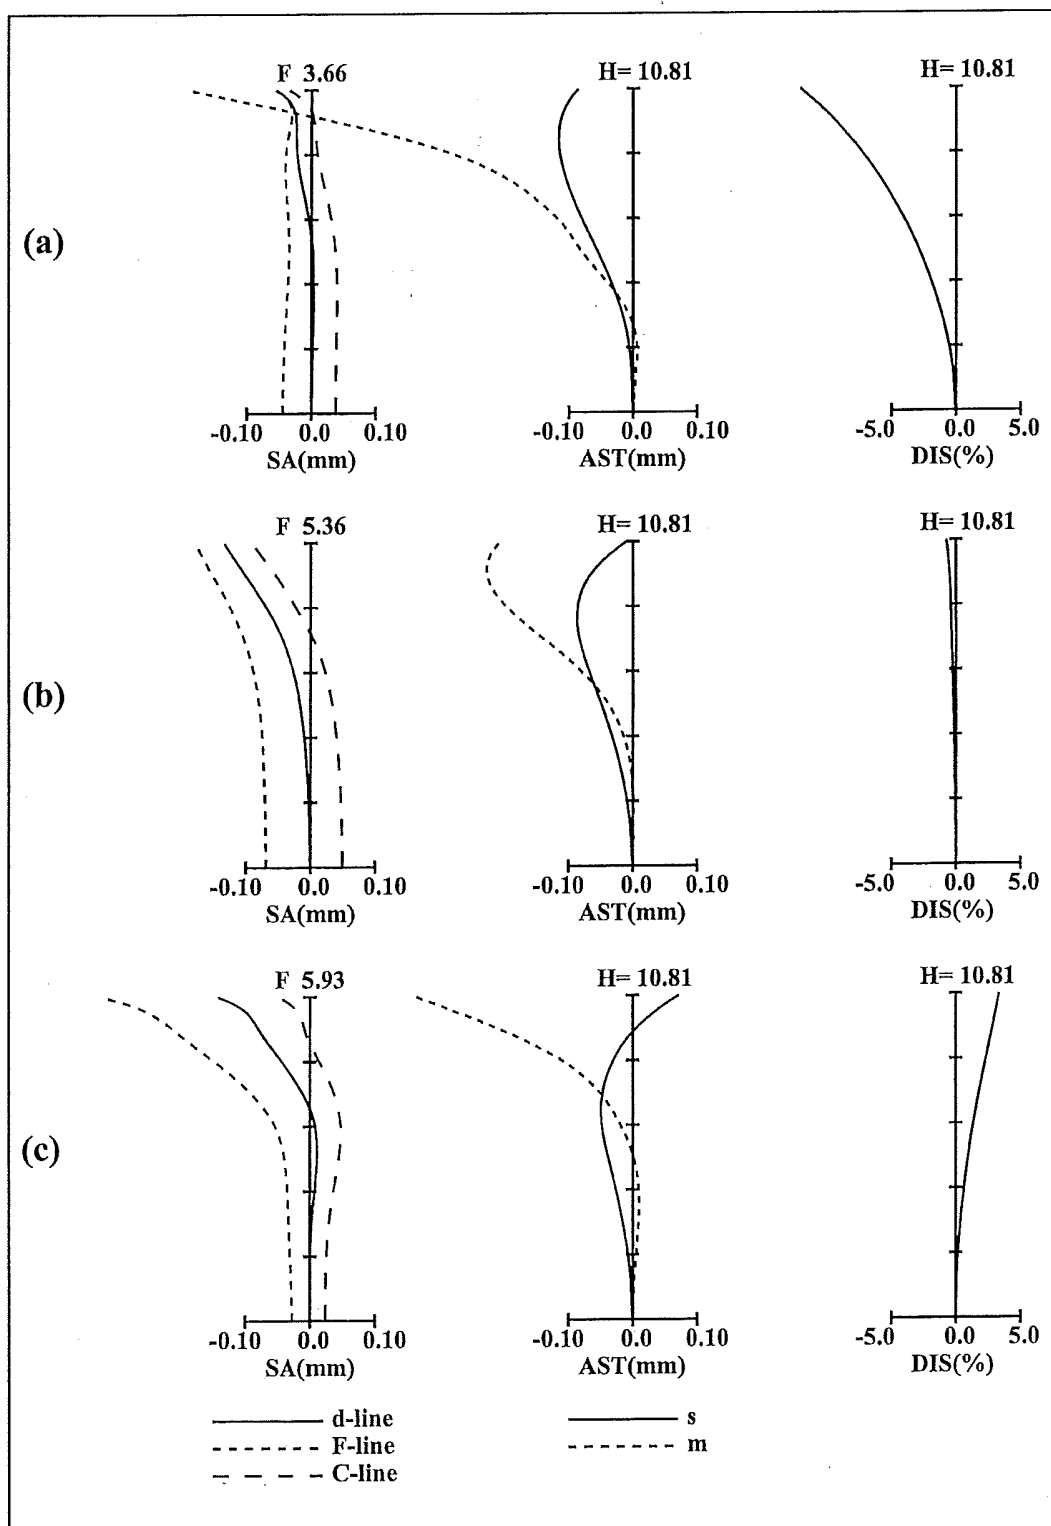 F 3.66
H= 10.81
H= 10.81
(a)
-0.10 0.0 0.10
SA(mm)
-0.10 0.0 0.10
AST(mm)
-5.0 0.0 5.0
DIS(%)
F 5.36
H= 10.81
H= 10.81
(b)
-0.10 0.0 0.10
SA(mm)
-0.10 0.0 0.10
AST(mm)
-5.0 0.0 5.0
DIS(%)
F 5.93
H= 10.81
H= 10.81
(c)
-0.10 0.0 0.10
SA(mm)
-0.10 0.0 0.10
AST(mm)
-5.0 0.0 5.0
DIS(%)
d-line
F-line
C-line
s
m